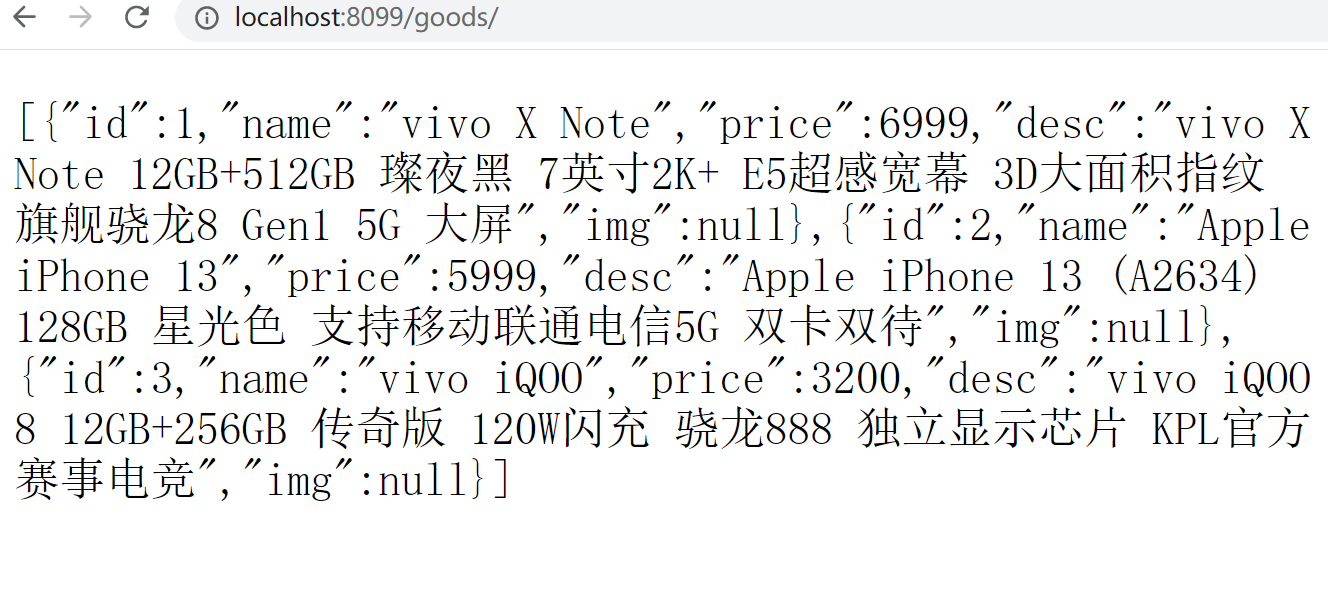 localhost:8099/goods/
[{"id":1,"name":"vivo X Note","price":6999,"desc":"vivo X
Note 12GB+512GB 璨夜黑 7英寸2K+ E5超感宽幕 3D大面积指纹
旗舰骁龙8 Gen1 5G 大屏","img":null},{"id":2,"name":"Apple
iPhone 13","price":5999,"desc":"Apple iPhone 13 (A2634)
128GB 星光色 支持移动联通电信5G 双卡双待","img":null},
{"id":3,"name":"vivo iQOO","price":3200,"desc":"vivo iQOO
8 12GB+256GB 传奇版 120W闪充 骁龙888 独立显示芯片 KPL官方
赛事电竞","img":null}]